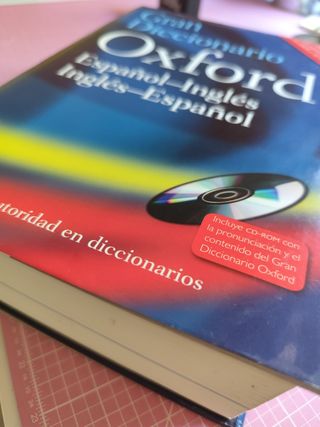 Gran
Diccionario
Oxford
Español–Inglés
Inglés–Español
autoridad en diccionarios
Incluye CD-ROM con
la pronunciación y el
contenido del Gran
Diccionario Oxford